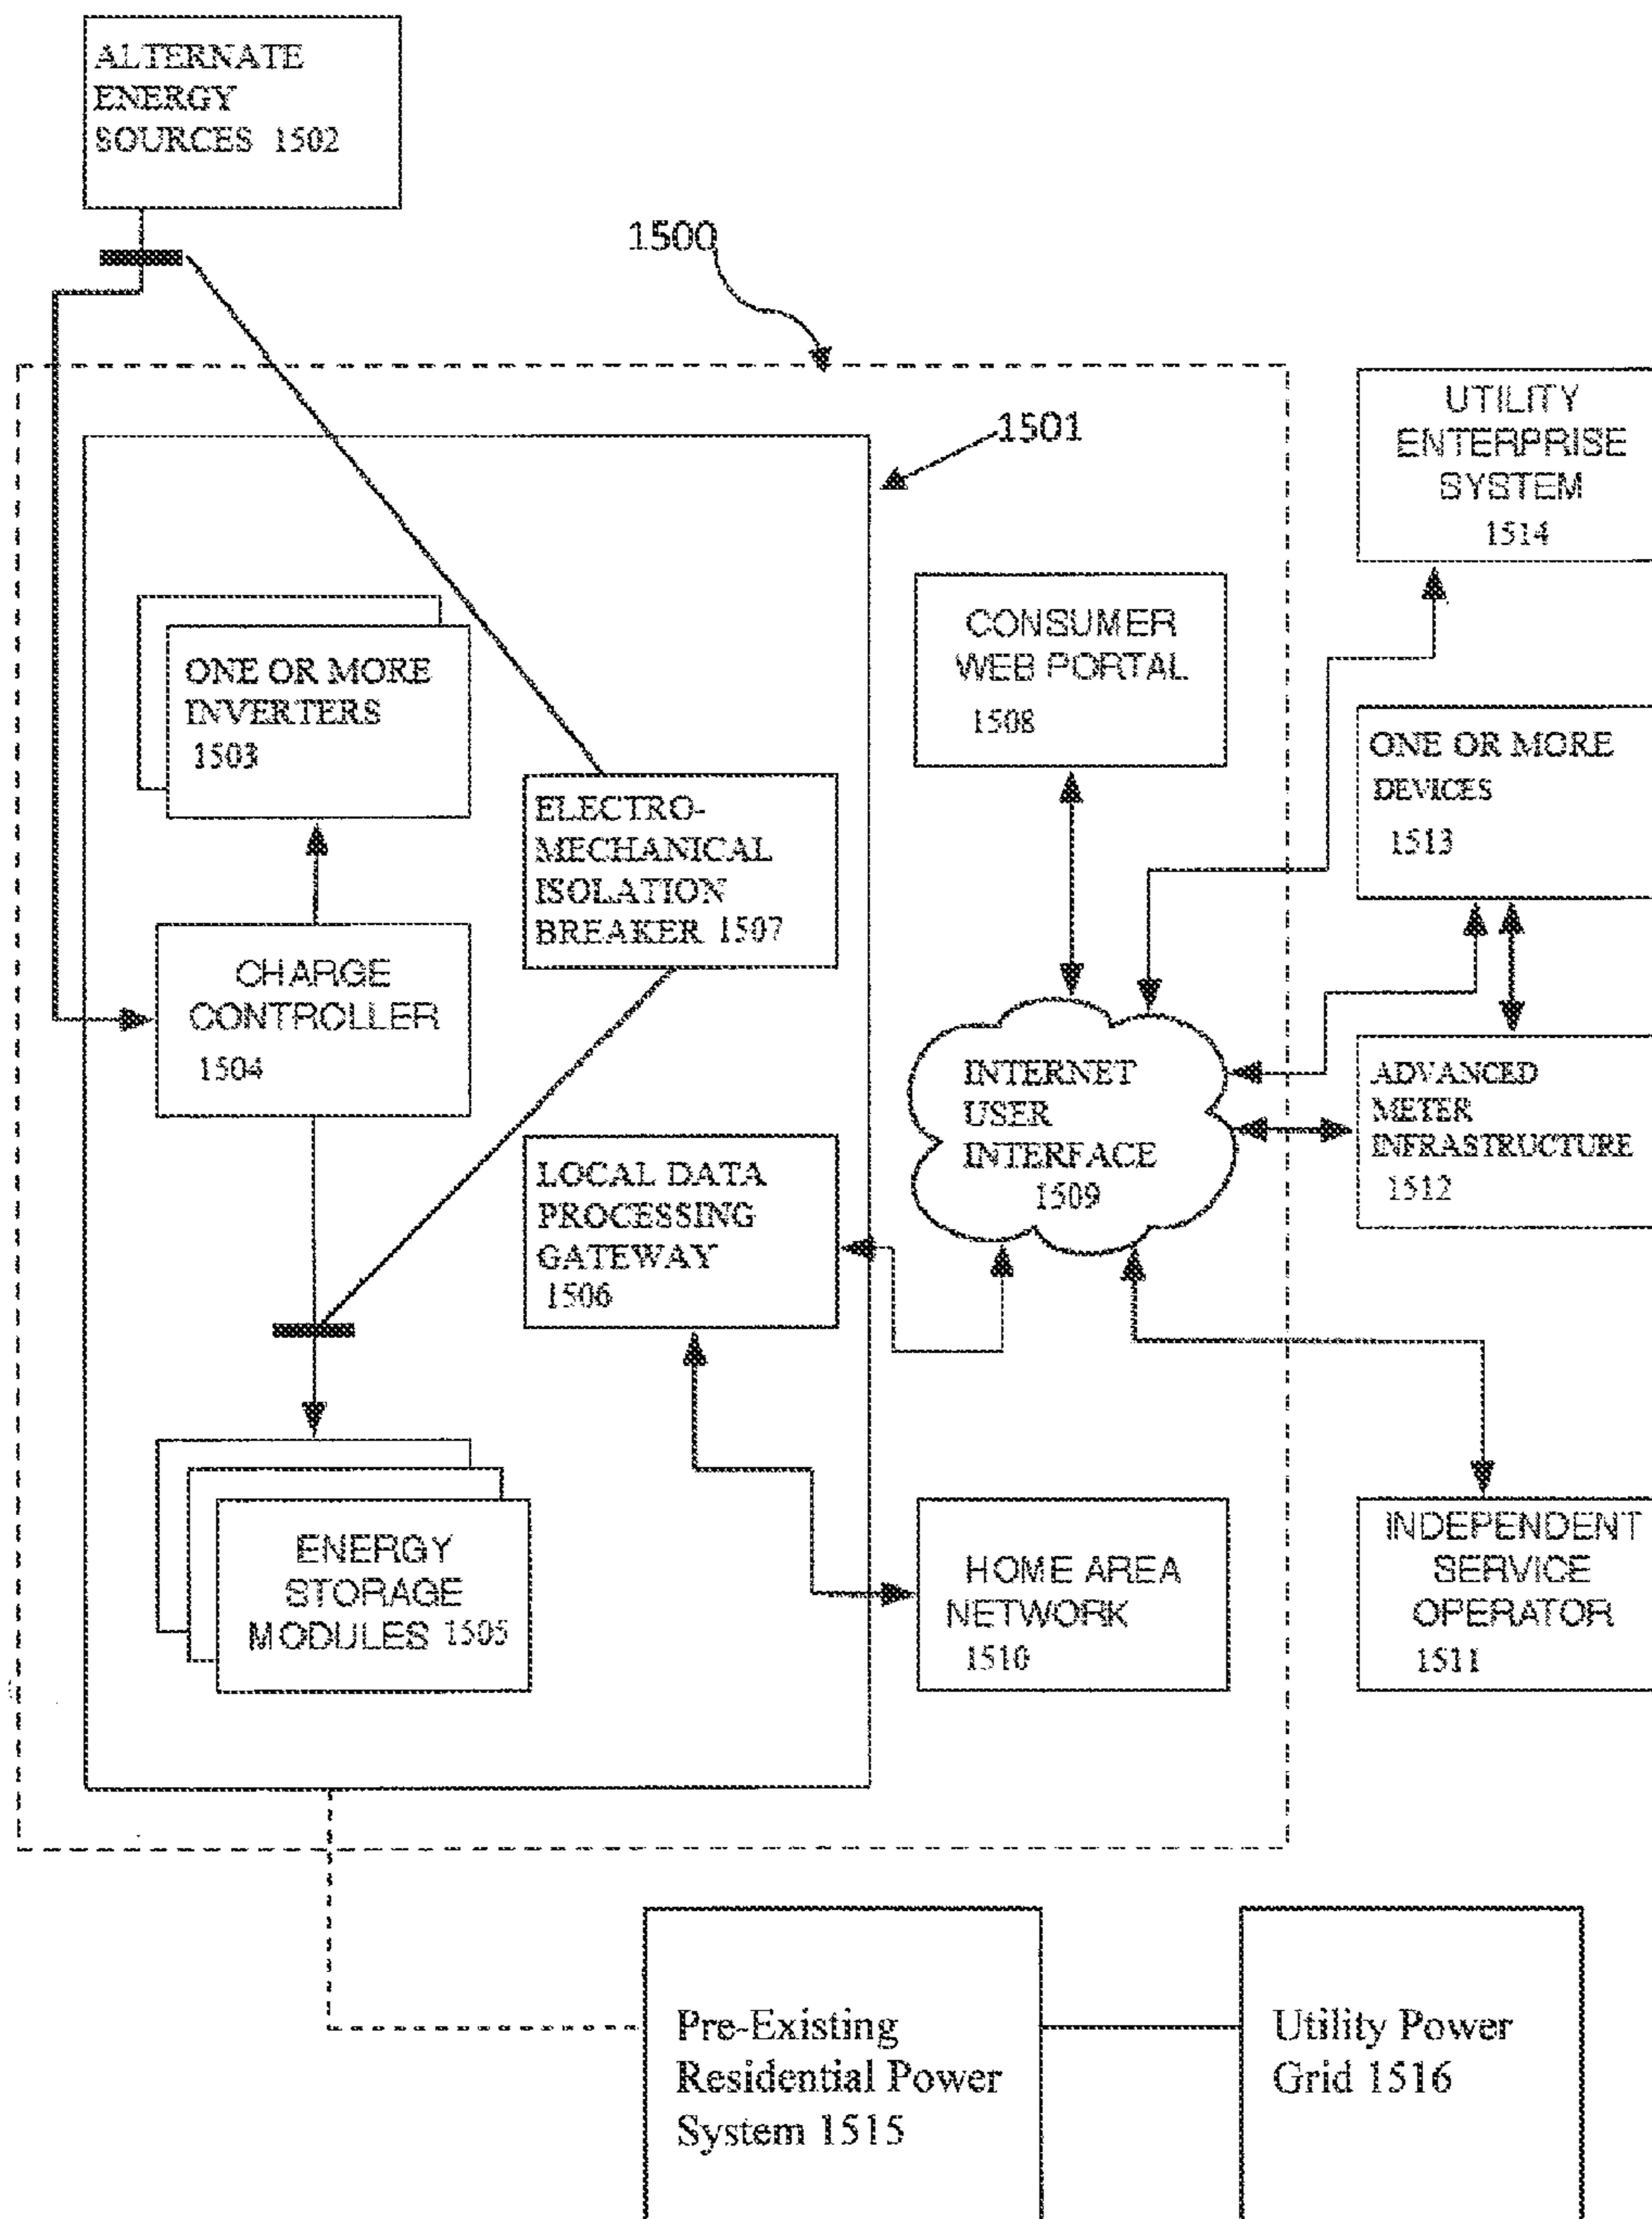 ALTERNATE
ENERGY
SOURCES 1502
1500
1501
UTILITY
ENTERPRISE
SYSTEM
1514
ONE OR MORE
INVERTERS
1503
CONSUMER
WEB PORTAL
1508
ONE OR MORE
DEVICES
1513
ELECTRO-
MECHANICAL
ISOLATION
BREAKER 1507
CHARGE
CONTROLLER
1504
INTERNET
USER
INTERFACE
1509
ADVANCED
METER
INFRASTRUCTURE
1512
LOCAL DATA
PROCESSING
GATEWAY
1506
ENERGY
STORAGE
MODULES 1505
HOME AREA
NETWORK
1510
INDEPENDENT
SERVICE
OPERATOR
1511
Pre-Existing
Residential Power
System 1515
Utility Power
Grid 1516